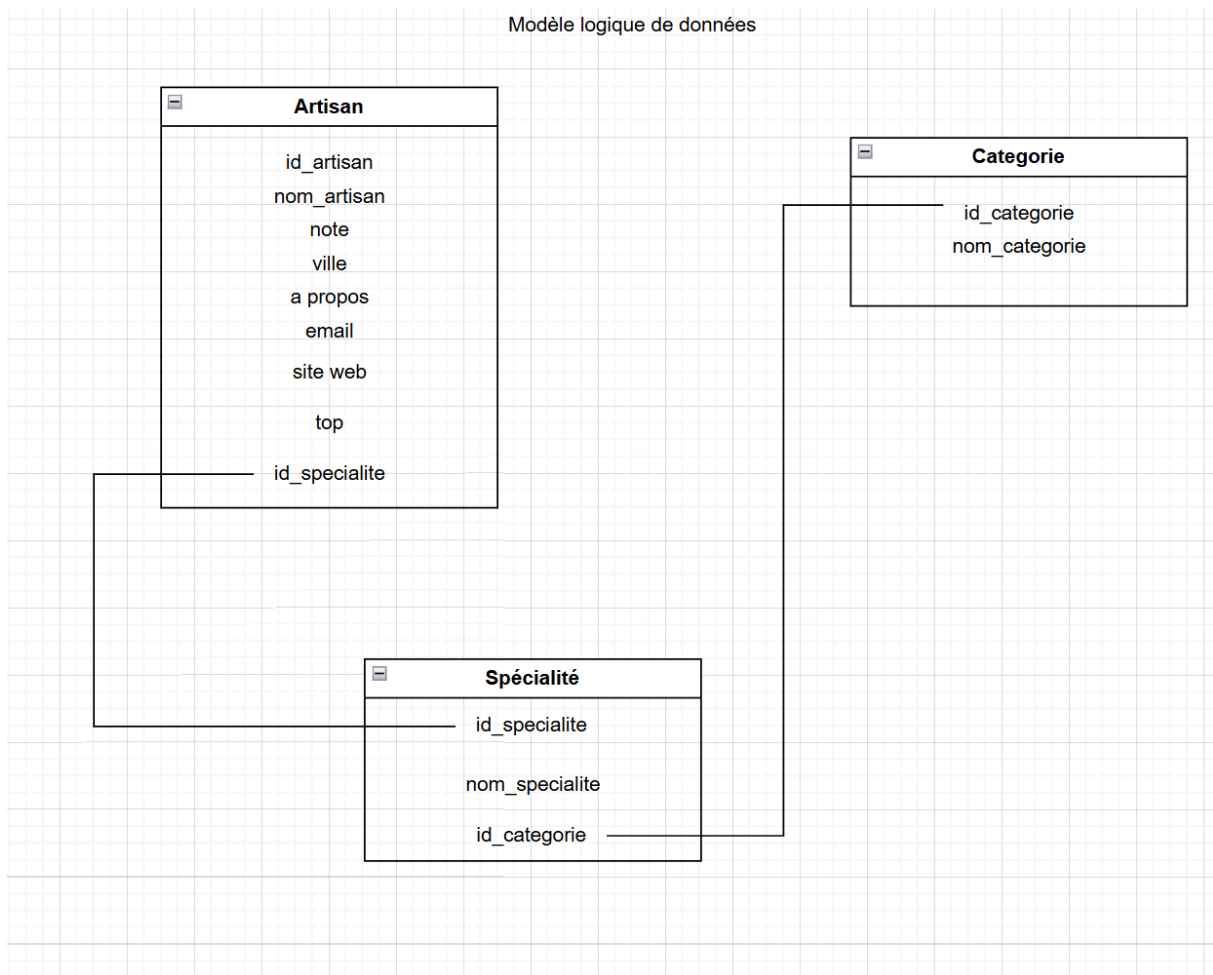 Modèle logique de données
Artisan
id_artisan
nom_artisan
note
ville
a propos
email
site web
top
id_specialite
Categorie
id_categorie
nom_categorie
Spécialité
id_specialite
nom_specialite
id_categorie